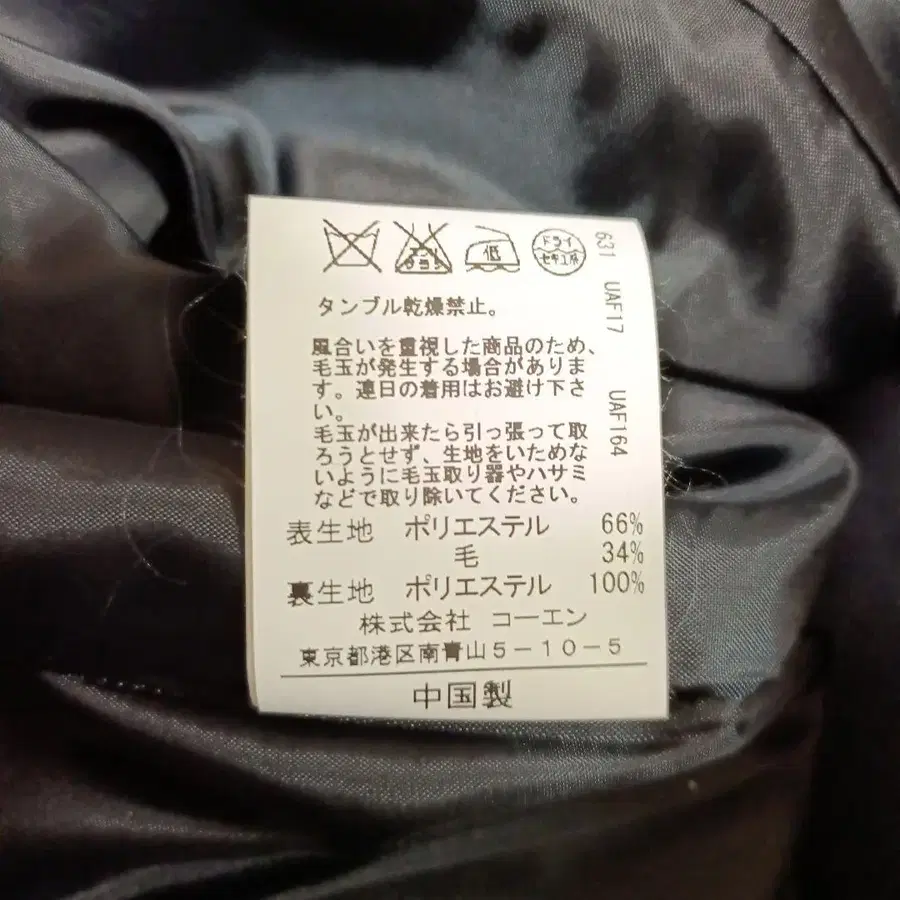 低
ドライ
セキユ系
タンブル乾燥禁止。
風合いを重視した商品のため、
毛玉が発生する場合がありま
す。連日の着用はお避け下さ
い。
毛玉が出来たら引っ張って取
ろうとせず、生地をいためな
いように毛玉取り器やハサミ
などで取り除いてください。
表生地 ポリエステル 66%
毛 34%
裏生地 ポリエステル 100%
株式会社 コーエン
東京都港区南青山5-10-5
中国製
631 UAF17 UAF164